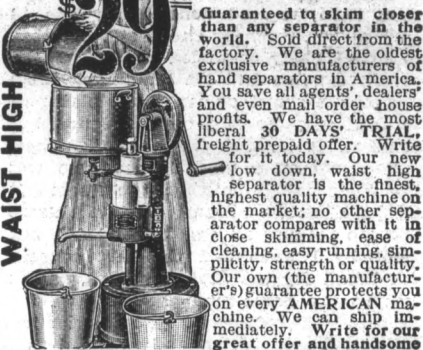 $29
WAIST HIGH
Guaranteed to skim closer
than any separator in the
world. Sold direct from the
factory. We are the oldest
exclusive manufacturers of
hand separators in America.
You save all agents', dealers'
and even mail order house
profits. We have the most
liberal 30 DAYS' TRIAL,
freight prepaid offer. Write
for it today. Our new
low down, waist high
separator is the finest,
highest quality machine on
the market; no other sep-
arator compares with it in
close skimming, ease of
cleaning, easy running, sim-
plicity, strength or quality.
Our own (the manufactur-
er's) guarantee protects you
on every AMERICAN ma-
chine. We can ship im-
mediately. Write for our
great offer and handsome